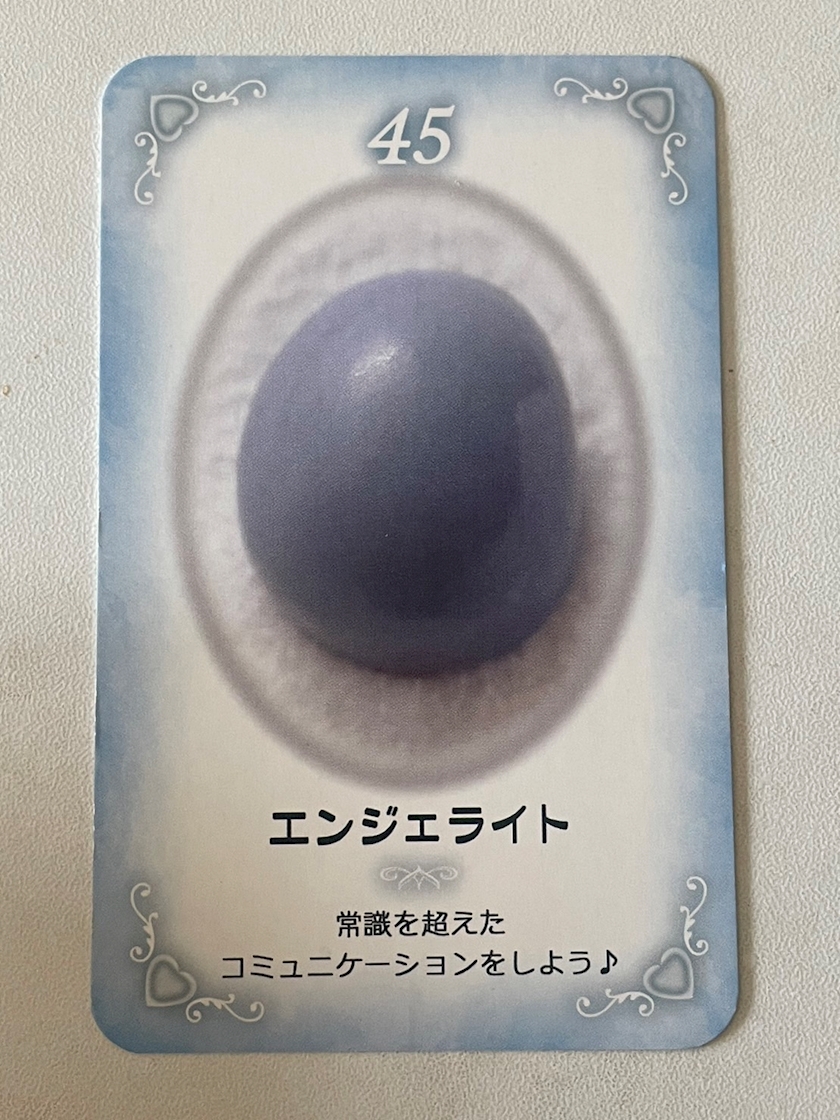 45
エンジェライト
常識を超えた
コミュニケーションをしよう♪